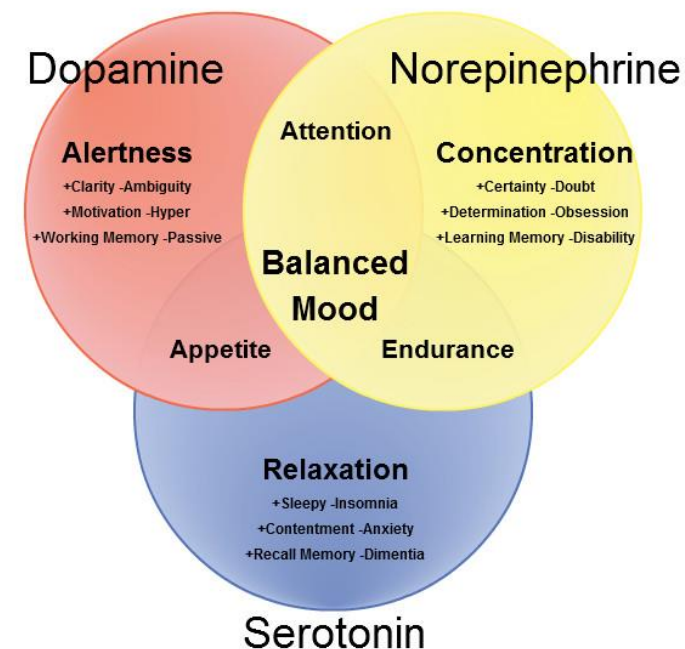 Dopamine
Norepinephrine
Attention
Alertness
+Clarity -Ambiguity
+Motivation -Hyper
+Working Memory -Passive
Concentration
+Certainty -Doubt
+Determination -Obsession
+Learning Memory -Disability
Balanced
Mood
Appetite
Endurance
Relaxation
+Sleepy -Insomnia
+Contentment -Anxiety
+Recall Memory -Dimentia
Serotonin